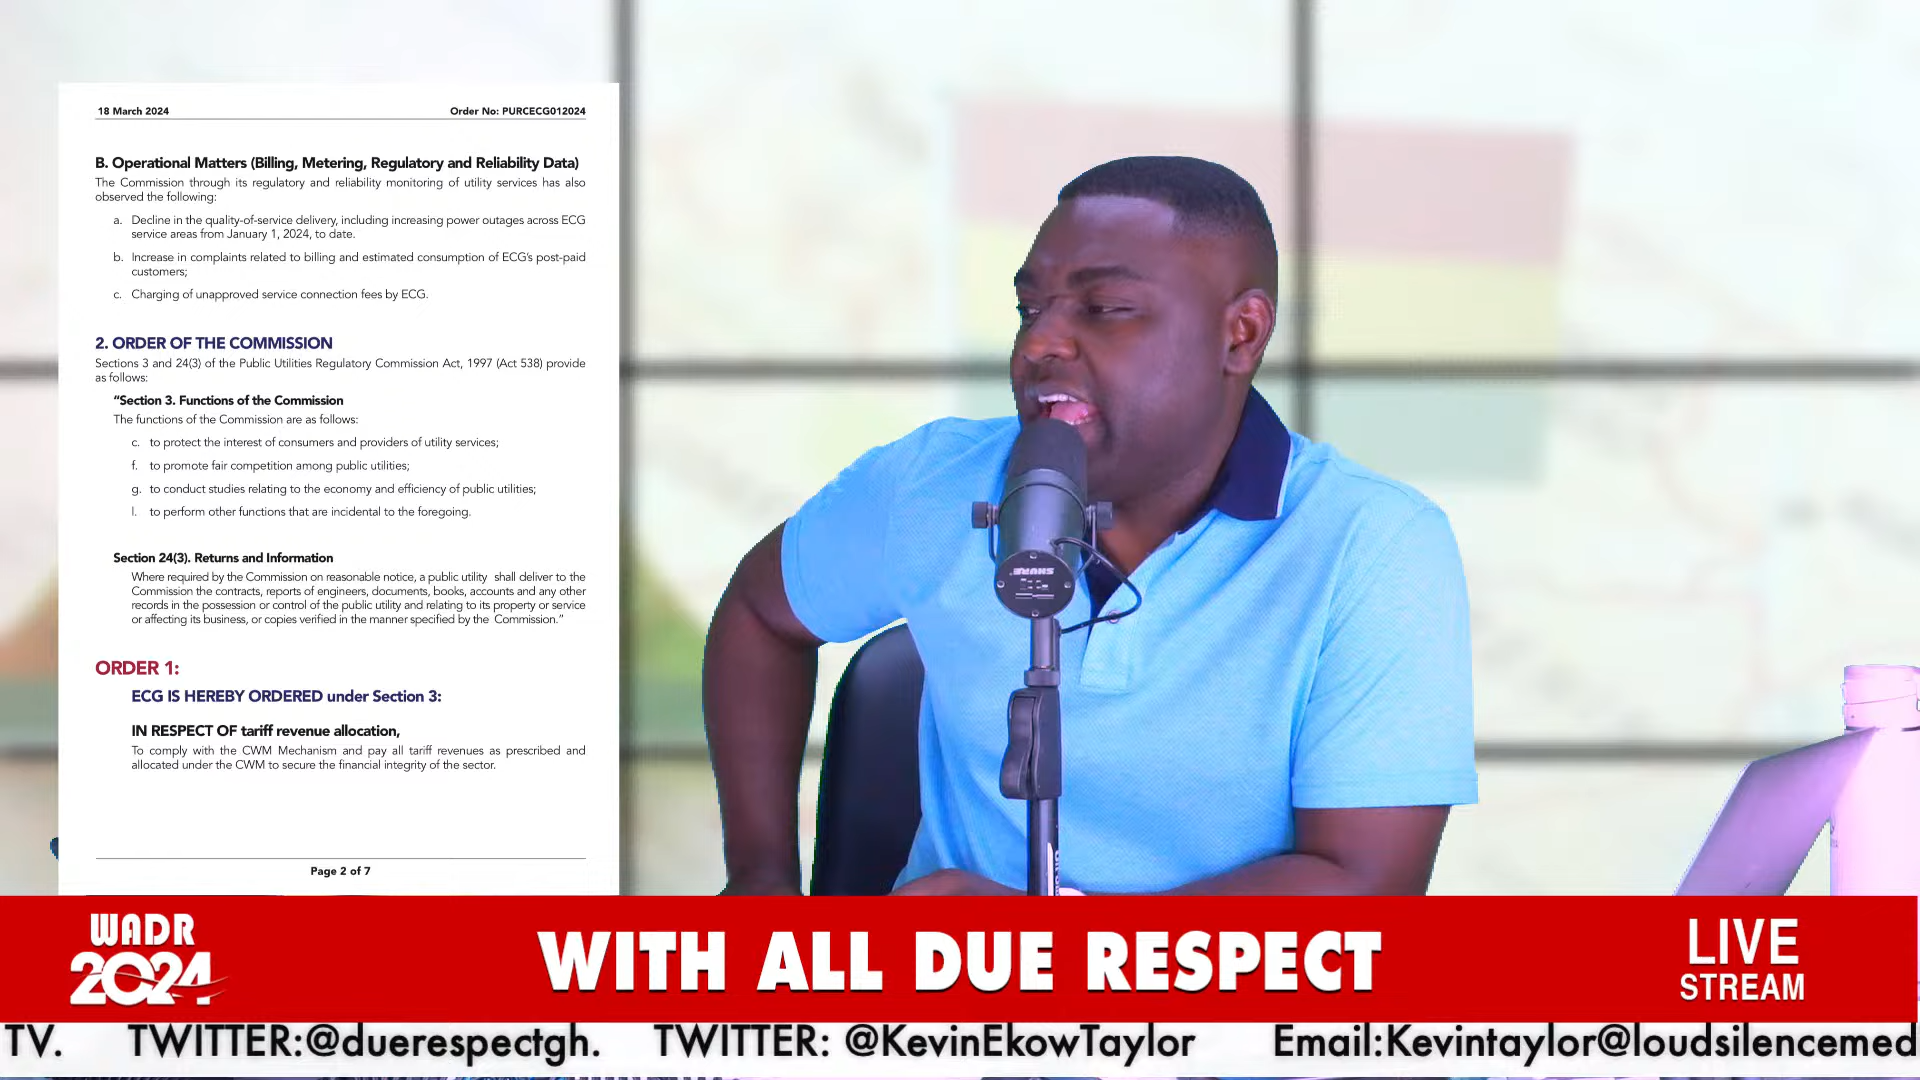 18 March 2024 Order No: PURCECG012024
B. Operational Matters (Billing, Metering, Regulatory and Reliability Data)
The Commission through its regulatory and reliability monitoring of utility services has also
observed the following:
a. Decline in the quality-of-service delivery, including increasing power outages across ECG
service areas from January 1, 2024, to date.
b. Increase in complaints related to billing and estimated consumption of ECG's post-paid
customers;
c. Charging of unapproved service connection fees by ECG.
2. ORDER OF THE COMMISSION
Sections 3 and 24(3) of the Public Utilities Regulatory Commission Act, 1997 (Act 538) provide
as follows:
“Section 3. Functions of the Commission
The functions of the Commission are as follows:
c. to protect the interest of consumers and providers of utility services;
f. to promote fair competition among public utilities;
g. to conduct studies relating to the economy and efficiency of public utilities;
l. to perform other functions that are incidental to the foregoing.
Section 24(3). Returns and Information
Where required by the Commission on reasonable notice, a public utility shall deliver to the
Commission the contracts, reports of engineers, documents, books, accounts and any other
records in the possession or control of the public utility and relating to its property or service
or affecting its business, or copies verified in the manner specified by the Commission.”
ORDER 1:
ECG IS HEREBY ORDERED under Section 3:
IN RESPECT OF tariff revenue allocation,
To comply with the CWM Mechanism and pay all tariff revenues as prescribed and
allocated under the CWM to secure the financial integrity of the sector.
Page 2 of 7
SHURE
WADR
2024
WITH ALL DUE RESPECT
LIVE
STREAM
TV. TWITTER:@duerespectgh. TWITTER: @KevinEkowTaylor Email:Kevintaylor@loudsilencemed